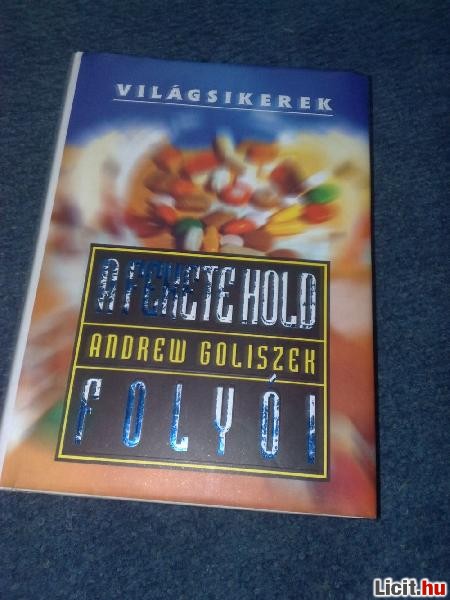 VILÁGSIKEREK
A FEKETE HOLD
ANDREW GOLISZEK
FOLYÓI
Licit.hu